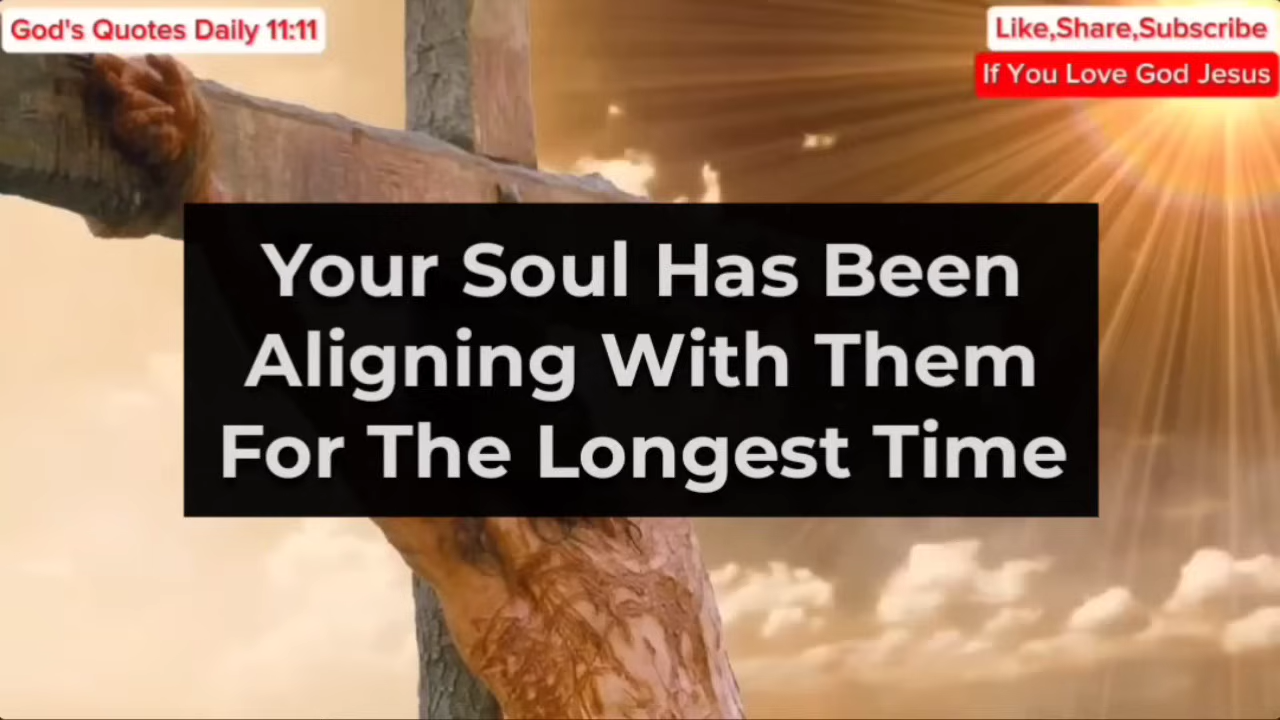 God's Quotes Daily 11:11
Like,Share,Subscribe
If You Love God Jesus
Your Soul Has Been
Aligning With Them
For The Longest Time